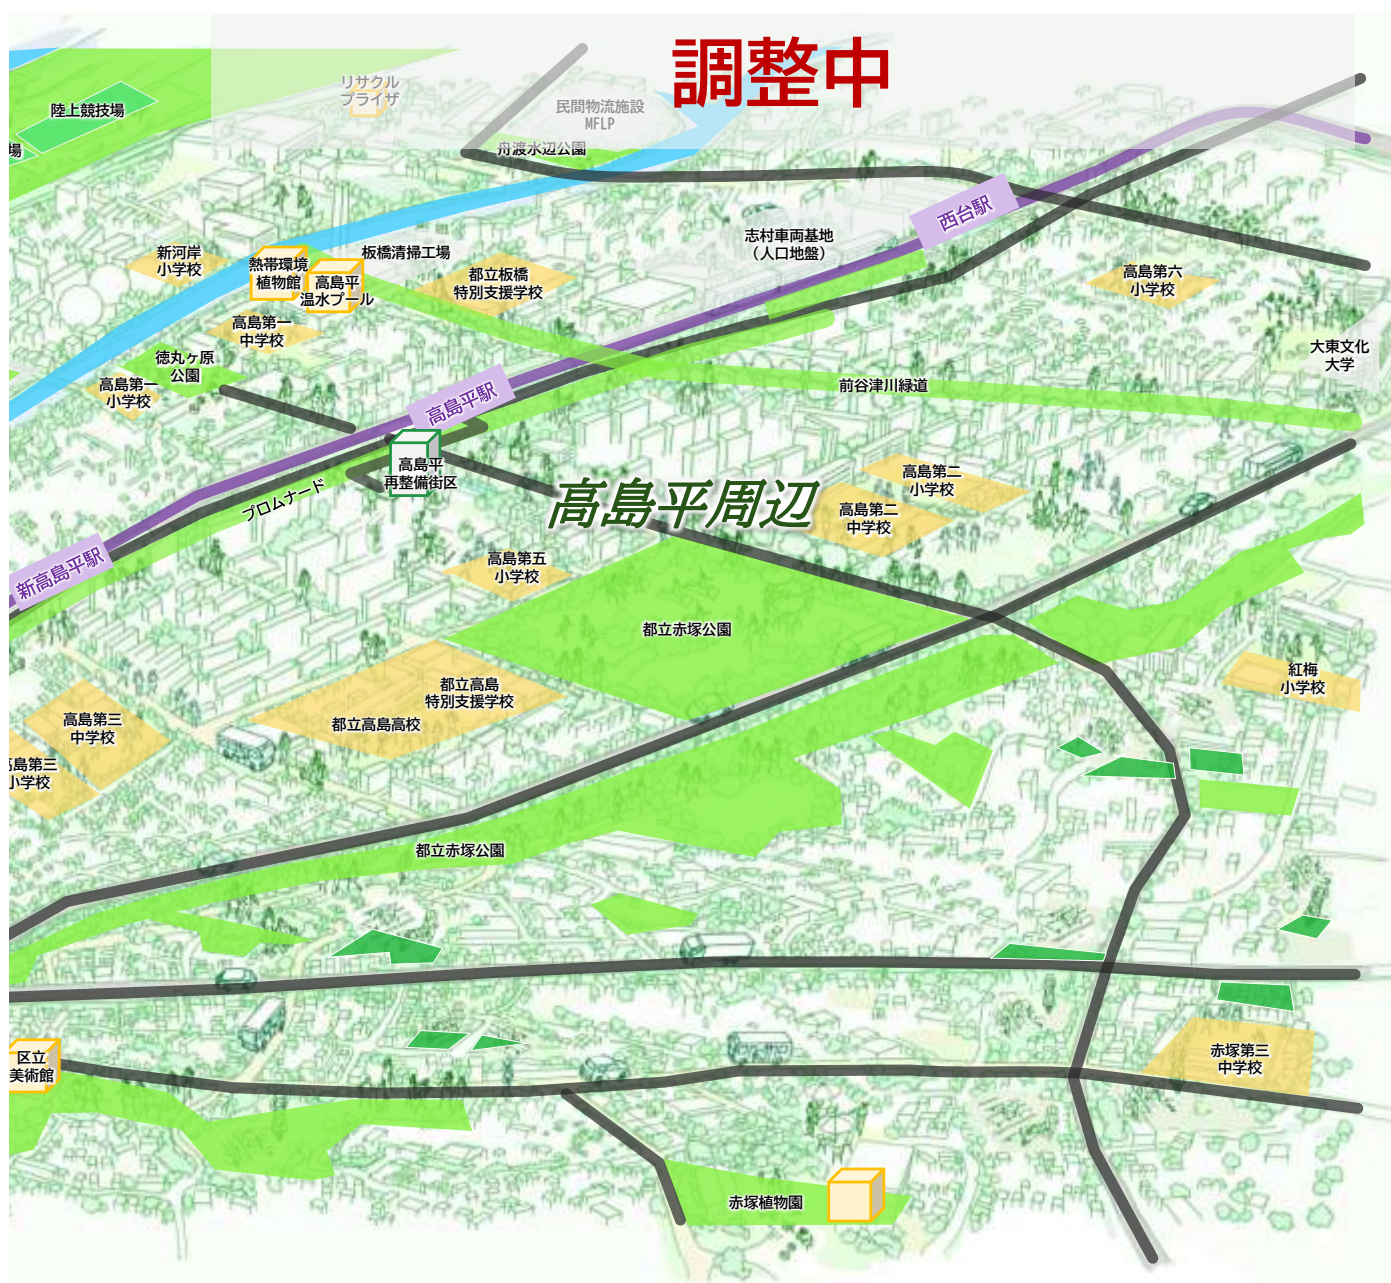 調整中
リサクル
プライザ
陸上競技場
場
民間物流施設
MFLP
舟渡水辺公園
西台駅
志村車両基地
（人口地盤）
新河岸
小学校
熱帯環境
植物館
高島平
温水プール
板橋清掃工場
都立板橋
特別支援学校
高島第六
小学校
高島第一
中学校
大東文化
大学
徳丸ヶ原
公園
高島第一
小学校
高島平駅
前谷津川緑道
高島平
再整備街区
プロムナード
高島平周辺
高島第二
小学校
高島第二
中学校
新高島平駅
高島第五
小学校
都立赤塚公園
紅梅
小学校
都立高島
特別支援学校
都立高島高校
高島第三
中学校
高島第三
小学校
都立赤塚公園
区立
美術館
赤塚第三
中学校
赤塚植物園